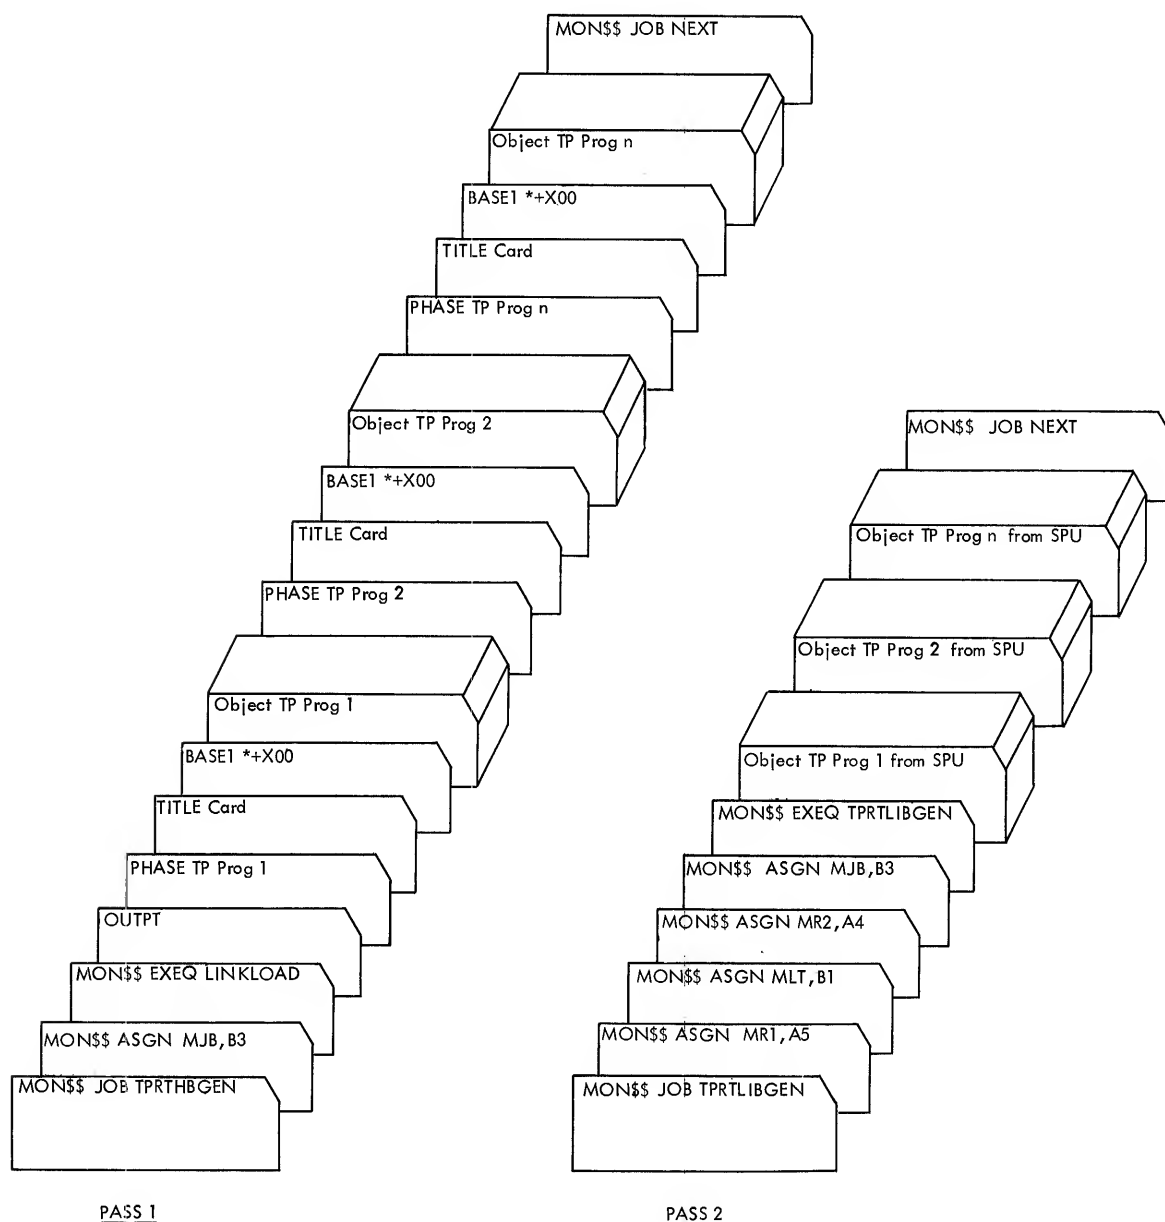 MON$$ JOB NEXT
Object TP Prog n
BASE1 *+X00
TITLE Card
PHASE TP Prog n
Object TP Prog 2
BASE1 *+X00
TITLE Card
PHASE TP Prog 2
Object TP Prog 1
BASE1 *+X00
TITLE Card
PHASE TP Prog 1
OUTPT
MON$$ EXEQ LINKLOAD
MON$$ ASGN MJB,B3
MON$$ JOB TPRTHBGEN
PASS 1
MON$$ JOB NEXT
Object TP Prog n from SPU
Object TP Prog 2 from SPU
Object TP Prog 1 from SPU
MON$$ EXEQ TPRTLIBGEN
MON$$ ASGN MJB,B3
MON$$ ASGN MR2,A4
MON$$ ASGN MLT,B1
MON$$ ASGN MR1,A5
MON$$ JOB TPRTLIBGEN
PASS 2